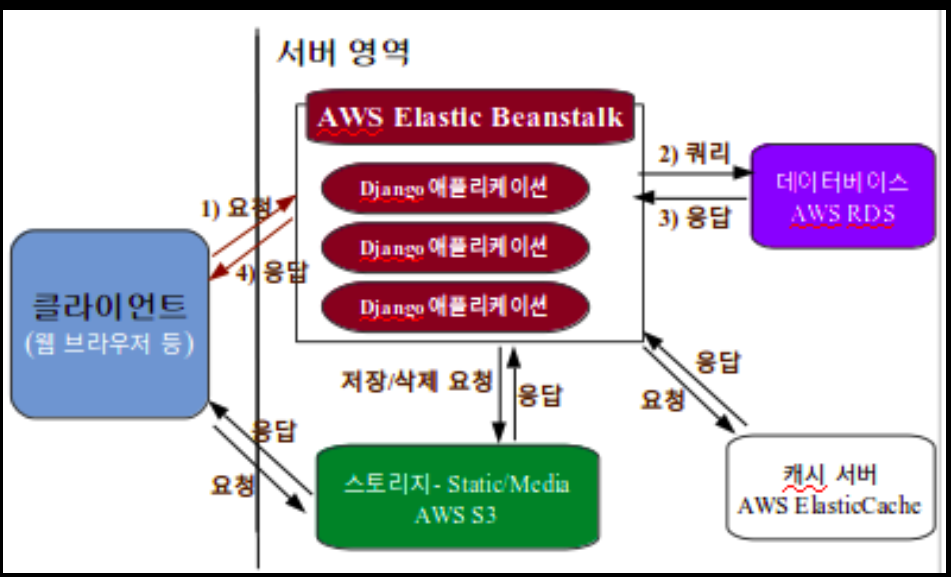 서버 영역
AWS Elastic Beanstalk
Django 애플리케이션
Django 애플리케이션
Django 애플리케이션
2) 쿼리
3) 응답
데이터베이스
AWS RDS
1) 요청
4) 응답
클라이언트
(웹 브라우저 등)
저장/삭제 요청
응답
응답
요청
응답
요청
스토리지- Static/Media
AWS S3
캐시 서버
AWS ElasticCache